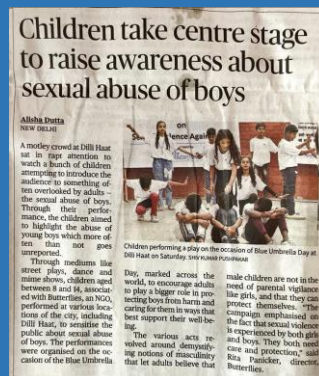 Children take centre stage
to raise awareness about
sexual abuse of boys
Alisha Dutta
NEW DELHI
A motley crowd at Dilli Haat
sat in rapt attention to
watch a bunch of children
attempting to introduce the
audience to something of-
ten overlooked by adults –
the sexual abuse of boys.
Through their perfor-
mance, the children aimed
to highlight the abuse of
young boys which more of-
ten than not goes
unreported.
Through mediums like
street plays, dance and
mime shows, children aged
between 8 and 14, associat-
ed with Butterflies, an NGO,
performed at various loca-
tions of the city, including
Dilli Haat, to sensitise the
public about sexual abuse
of boys. The performances
were organised on the oc-
casion of the Blue Umbrella
on
lence Again
Children performing a play on the occasion of Blue Umbrella Day at
Dilli Haat on Saturday. SHIV KUMAR PUSHPAKAR
Day, marked across the
world, to encourage adults
to play a bigger role in pro-
tecting boys from harm and
caring for them in ways that
best support their well-be-
ing.
The various acts re-
volved around demystify-
ing notions of masculinity
that let adults believe that
male children are not in the
need of parental vigilance
like girls, and that they can
protect themselves. "The
campaign emphasised on
the fact that sexual violence
is experienced by both girls
and boys. They both need
care and protection," said
Rita Panicker, director,
Butterflies.